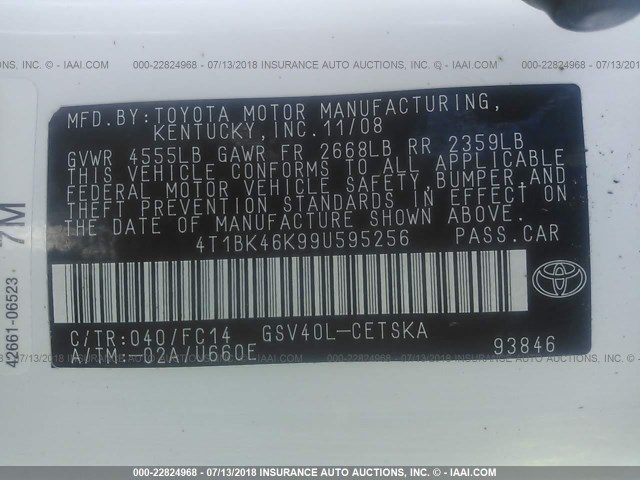 000-22824968 - 07/13/2018 INSURANCE AUTO AUCTIONS, INC. - IAAI.COM
MFD.BY:TOYOTA MOTOR MANUFACTURING,
KENTUCKY,INC.11/08
GVWR 4555LB GAWR FR 2668LB RR 2359LB
THIS VEHICLE CONFORMS TO ALL APPLICABLE
FEDERAL MOTOR VEHICLE SAFETY,BUMPER,AND
THEFT PREVENTION STANDARDS IN EFFECT ON
THE DATE OF MANUFACTURE SHOWN ABOVE.
4T1BK46K99U595256 PASS.CAR
C/TR:040/FC14 GSV40L-CETSKA
A/TM:-02A/U660E 93846
42661-06523 7M
000-22824968 - 07/13/2018 INSURANCE AUTO AUCTIONS, INC. - IAAI.COM